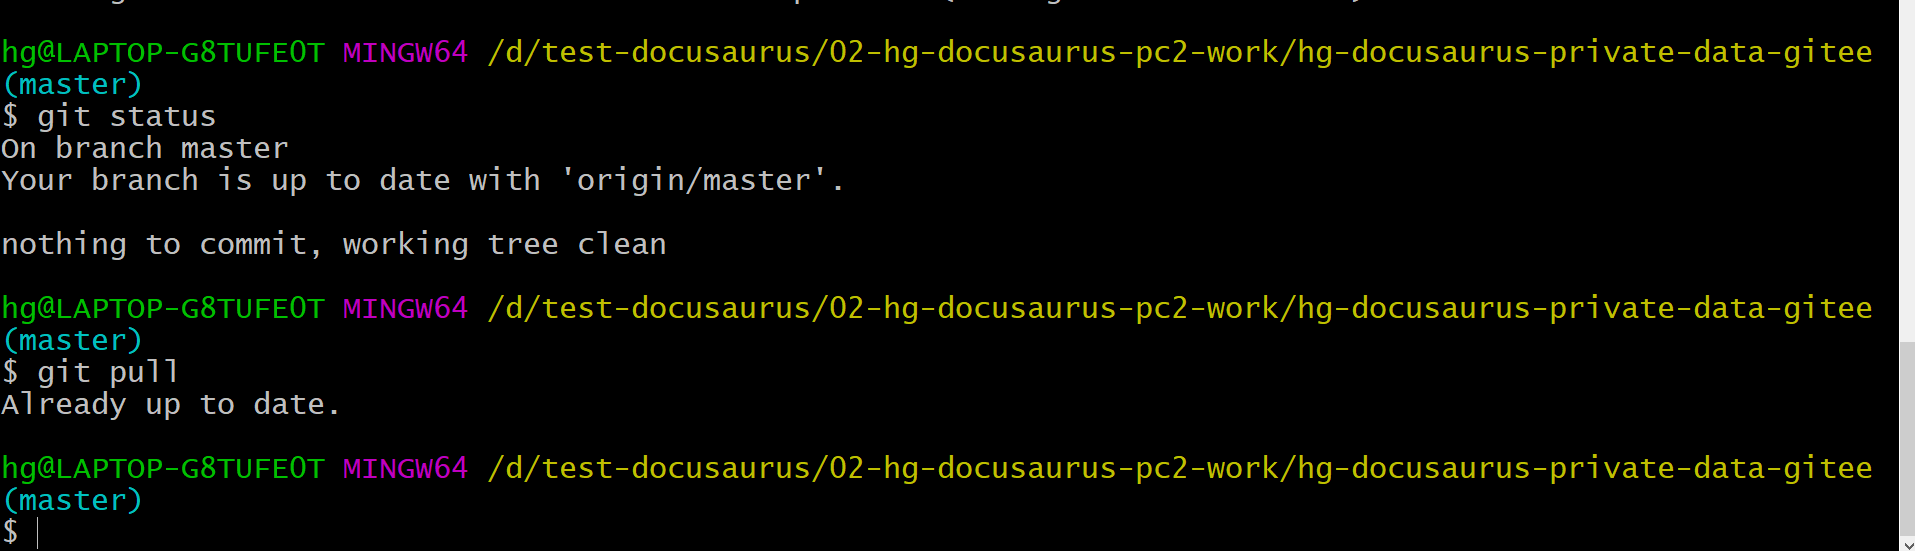 hg@LAPTOP-G8TUFE0T MINGW64 /d/test-docusaurus/02-hg-docusaurus-pc2-work/hg-docusaurus-private-data-gitee
(master)
$ git status
On branch master
Your branch is up to date with 'origin/master'.
nothing to commit, working tree clean
hg@LAPTOP-G8TUFE0T MINGW64 /d/test-docusaurus/02-hg-docusaurus-pc2-work/hg-docusaurus-private-data-gitee
(master)
$ git pull
Already up to date.
hg@LAPTOP-G8TUFE0T MINGW64 /d/test-docusaurus/02-hg-docusaurus-pc2-work/hg-docusaurus-private-data-gitee
(master)
$